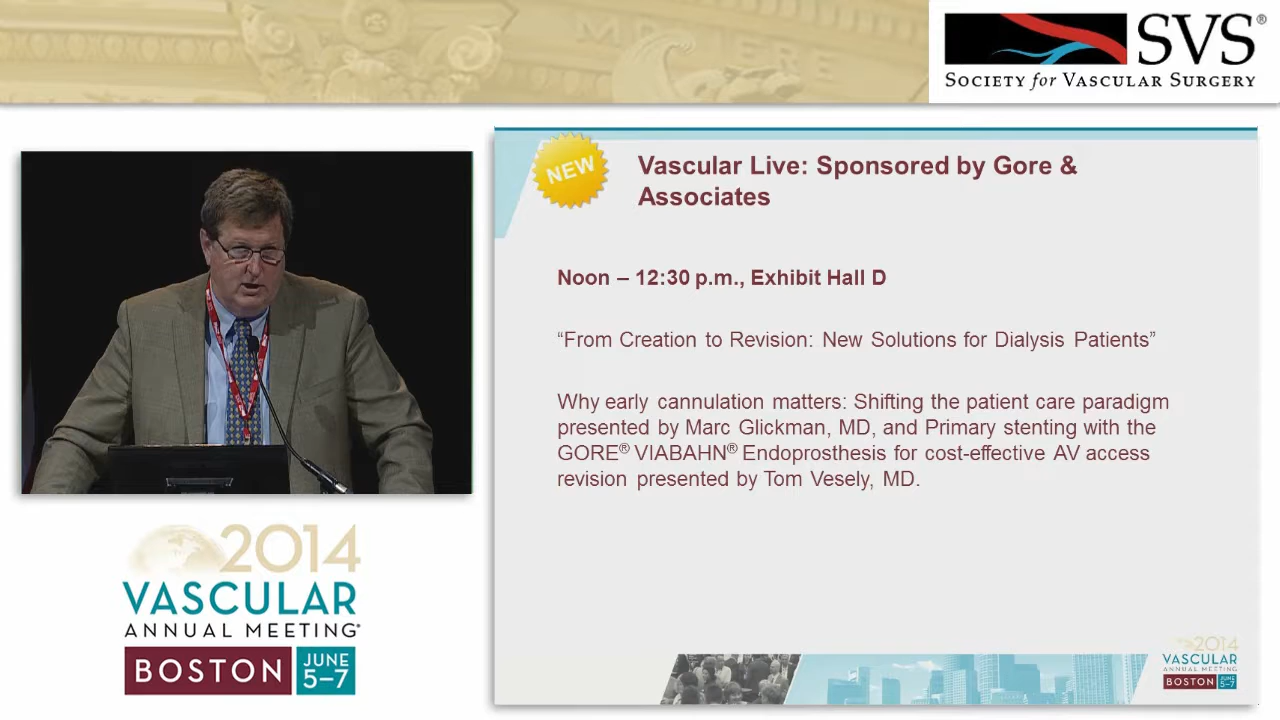 SVS®
SOCIETY for VASCULAR SURGERY
NEW
Vascular Live: Sponsored by Gore &
Associates
Noon – 12:30 p.m., Exhibit Hall D
“From Creation to Revision: New Solutions for Dialysis Patients”
Why early cannulation matters: Shifting the patient care paradigm
presented by Marc Glickman, MD, and Primary stenting with the
GORE® VIABAHN® Endoprosthesis for cost-effective AV access
revision presented by Tom Vesely, MD.
2014
VASCULAR
ANNUAL MEETING®
BOSTON
JUNE
5–7
2014
VASCULAR
ANNUAL MEETING
BOSTON
JUNE
5–7